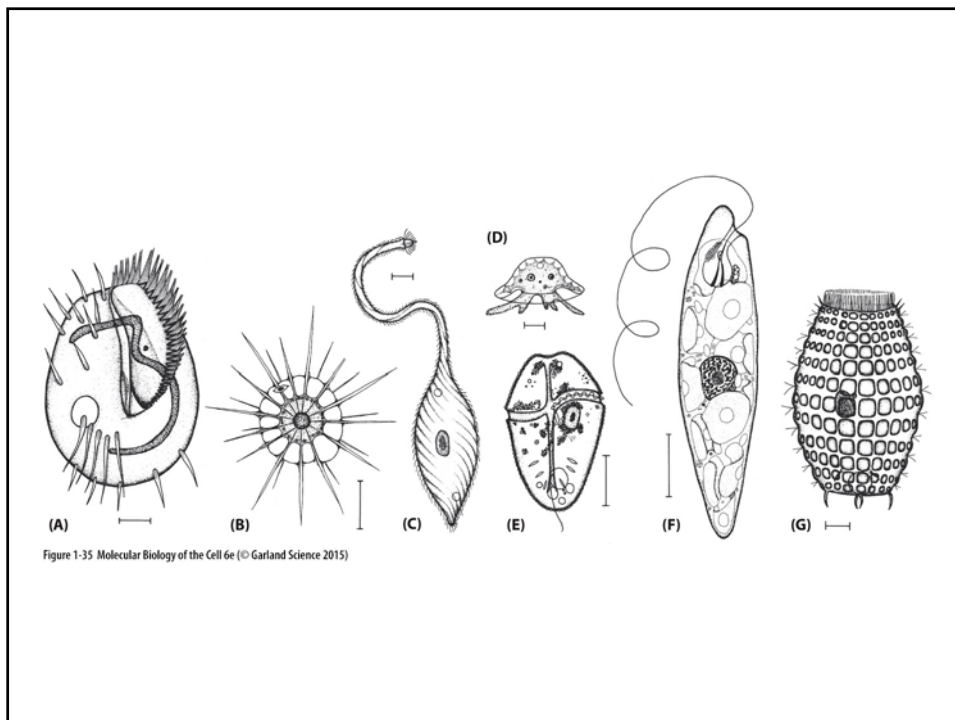 (D)
(A)
(B)
(C)
(E)
(F)
(G)
Figure 1-35 Molecular Biology of the Cell 6e (© Garland Science 2015)